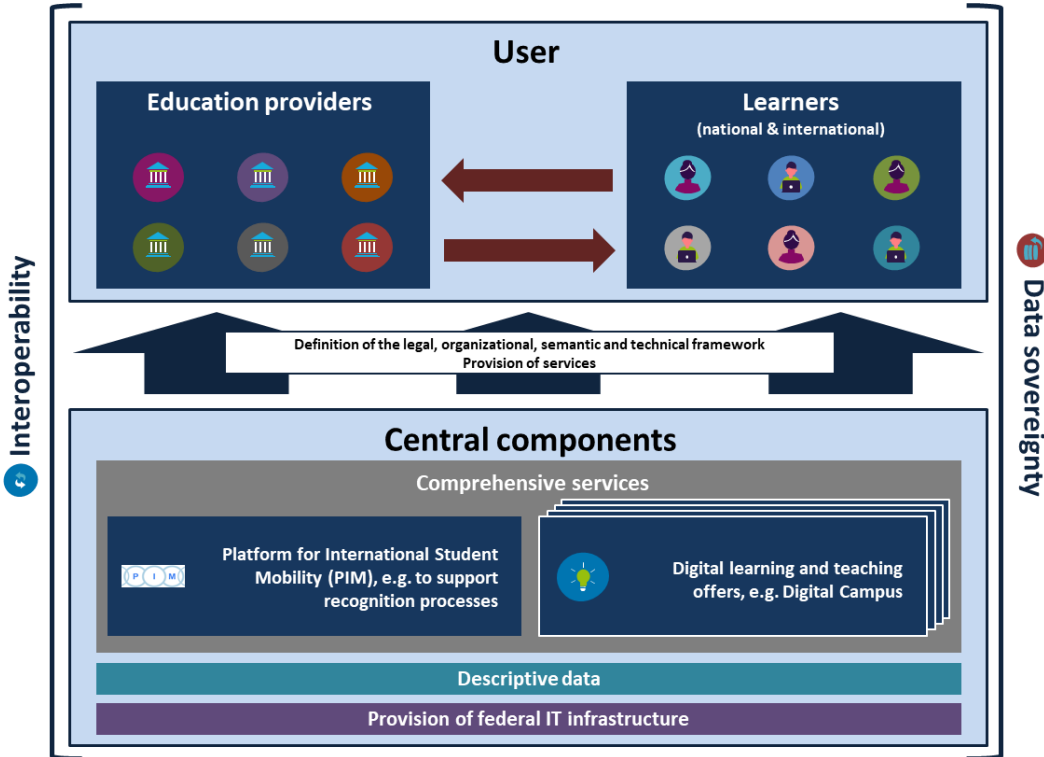 User
Education providers
Learners
(national & international)
Interoperability
Data sovereignty
Definition of the legal, organizational, semantic and technical framework
Provision of services
Central components
Comprehensive services
P I M
Platform for International Student
Mobility (PIM), e.g. to support
recognition processes
Digital learning and teaching
offers, e.g. Digital Campus
Descriptive data
Provision of federal IT infrastructure